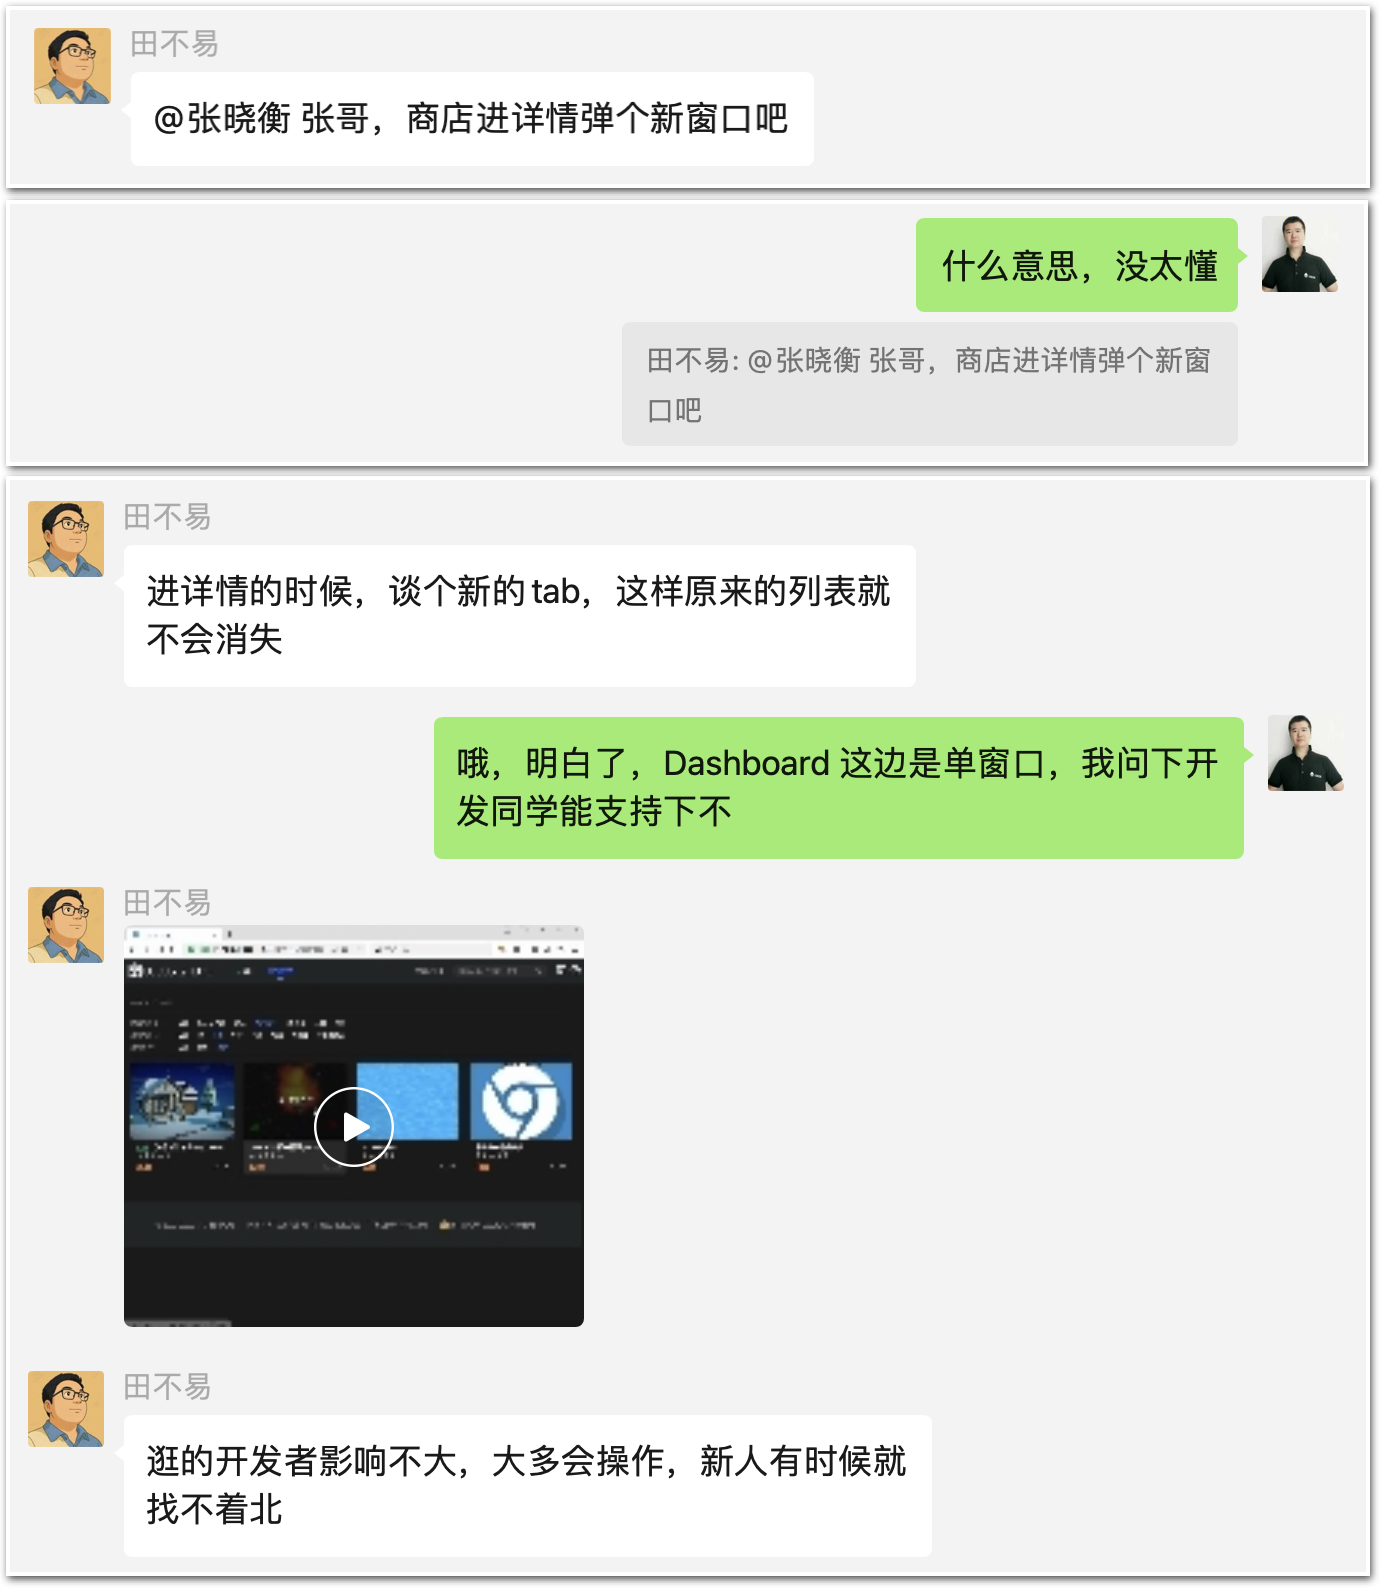 田不易
@张晓衡 张哥，商店进详情弹个新窗口吧
什么意思，没太懂
田不易: @张晓衡 张哥，商店进详情弹个新窗
口吧
田不易
进详情的时候，谈个新的tab，这样原来的列表就
不会消失
哦，明白了，Dashboard 这边是单窗口，我问下开
发同学能支持下不
田不易
田不易
逛的开发者影响不大，大多会操作，新人有时候就
找不着北